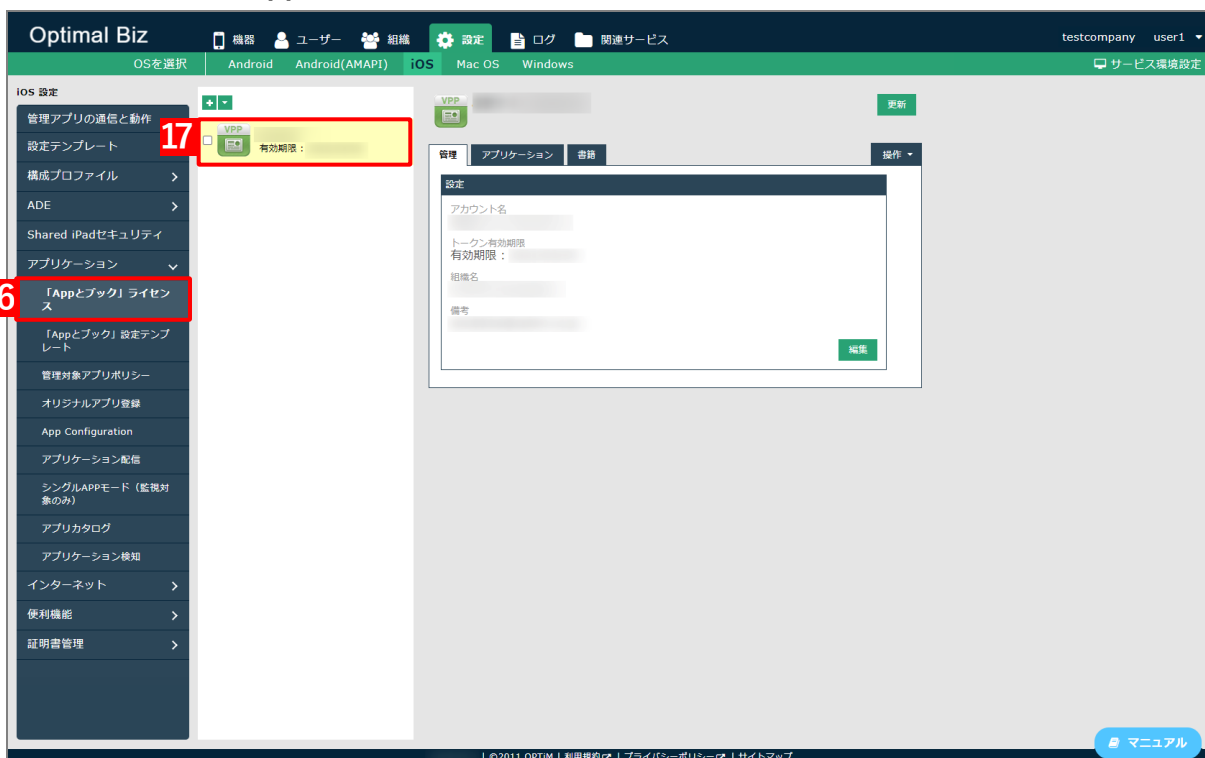 Optimal Biz
機器 ユーザー 組織 設定 ログ 関連サービス
testcompany user1
OSを選択 Android Android(AMAPI) iOS Mac OS Windows
サービス環境設定
iOS 設定
管理アプリの通信と動作
設定テンプレート
構成プロファイル
ADE
Shared iPadセキュリティ
アプリケーション
6
「Appとブック」ライセン
ス
「Appとブック」設定テンプ
レート
管理対象アプリポリシー
オリジナルアプリ登録
App Configuration
アプリケーション配信
シングルAPPモード（監視対
象のみ）
アプリカタログ
アプリケーション検知
インターネット
便利機能
証明書管理
17
VPP
有効期限：
VPP
更新
管理 アプリケーション 書籍
操作
設定
アカウント名
トークン有効期限
有効期限：
組織名
備考
編集
マニュアル
| ©2011 OPTiM | 利用規約 | プライバシーポリシー | サイトマップ